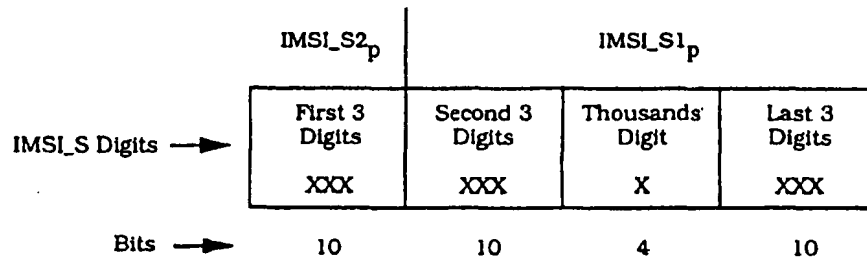 IMSI_S2p IMSI_S1p
First 3 Second 3 Thousands Last 3
IMSI_S Digits Digits Digits Digit Digits
XXX XXX X XXX
Bits 10 10 4 10